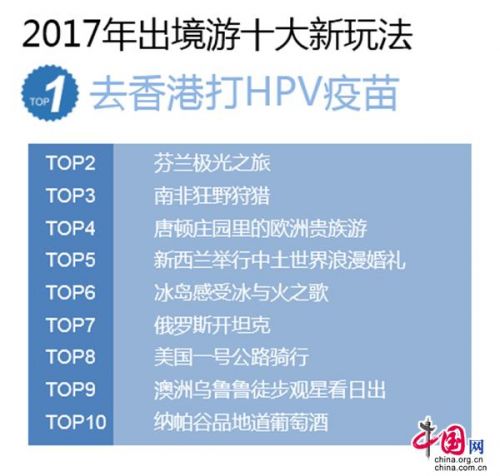 2017年出境游十大新玩法
TOP 1 去香港打HPV疫苗
TOP2 芬兰极光之旅
TOP3 南非狂野狩猎
TOP4 唐顿庄园里的欧洲贵族游
TOP5 新西兰举行中土世界浪漫婚礼
TOP6 冰岛感受冰与火之歌
TOP7 俄罗斯开坦克
TOP8 美国一号公路骑行
TOP9 澳洲乌鲁鲁徒步观星看日出
TOP10 纳帕谷品地道葡萄酒
中国网
china.org.cn
china.com.cn